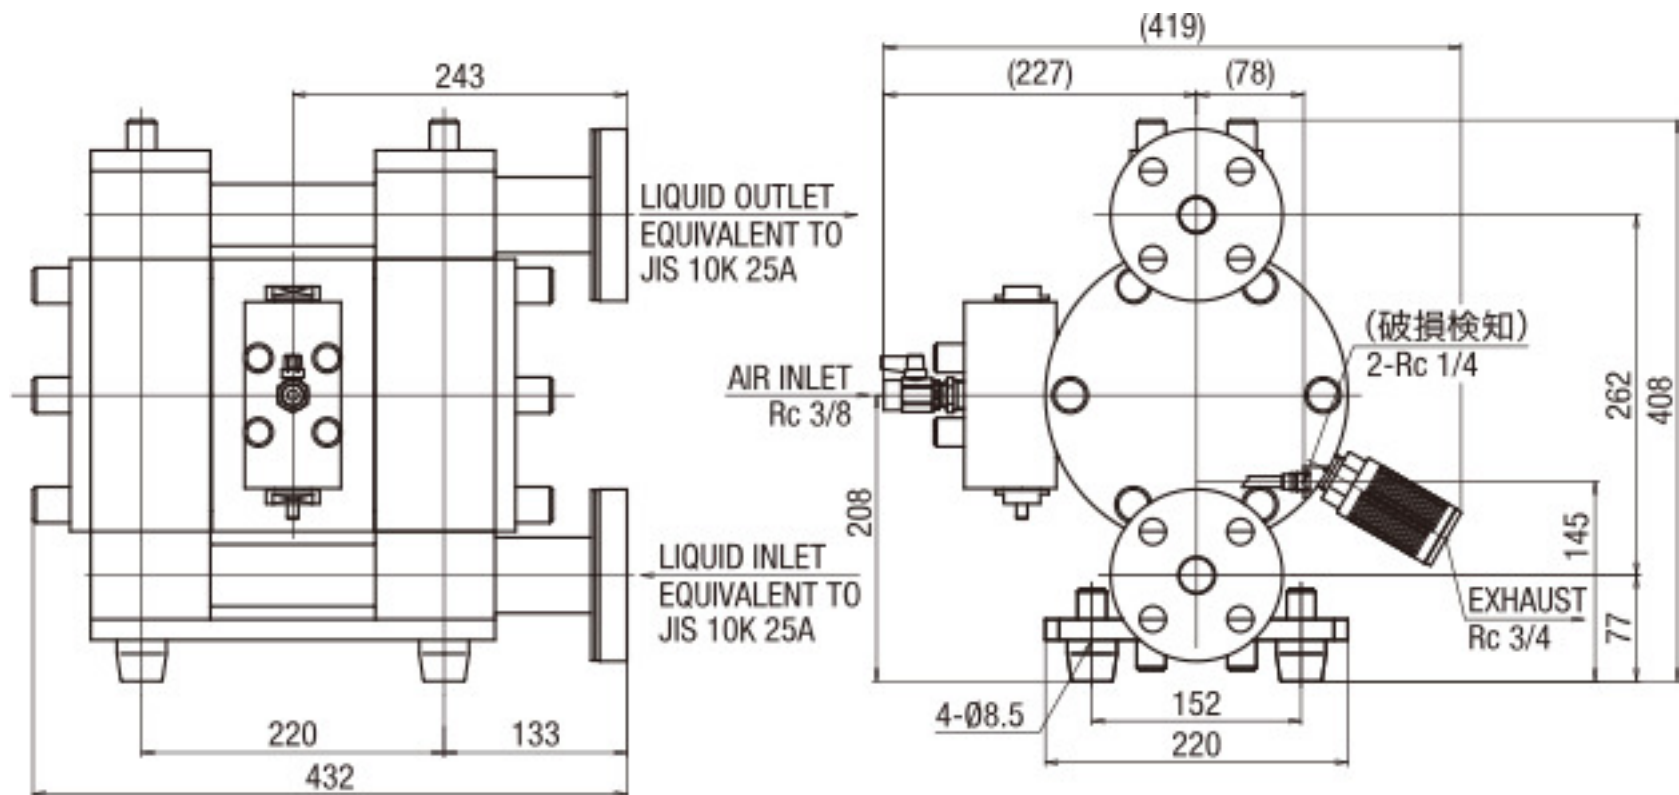 243
LIQUID OUTLET
EQUIVALENT TO
JIS 10K 25A
LIQUID INLET
EQUIVALENT TO
JIS 10K 25A
220
133
432
(419)
(227)
(78)
AIR INLET
Rc 3/8
(破損検知)
2-Rc 1/4
262
408
208
145
77
EXHAUST
Rc 3/4
4-Ø8.5
152
220